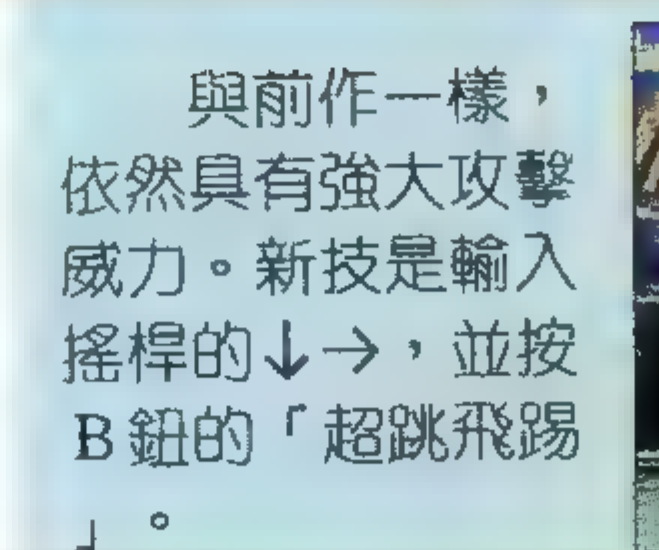 與前作一樣，
依然具有強大攻擊
威力。新技是輸入
搖桿的↓→，並按
B鈕的「超跳飛踢
」。